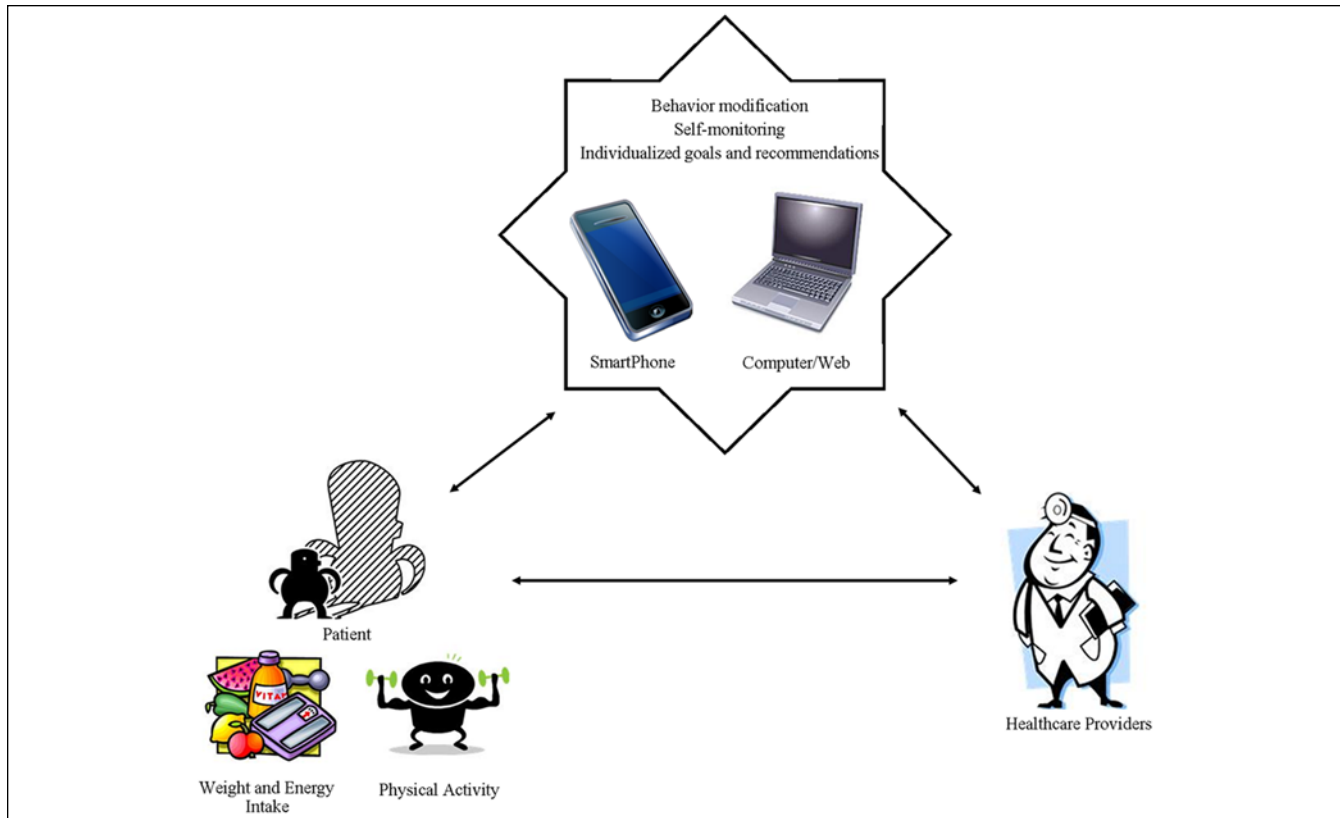 Behavior modification
Self-monitoring
Individualized goals and recommendations
SmartPhone
Computer/Web
Patient
VITA
Weight and Energy
Intake
Physical Activity
Healthcare Providers